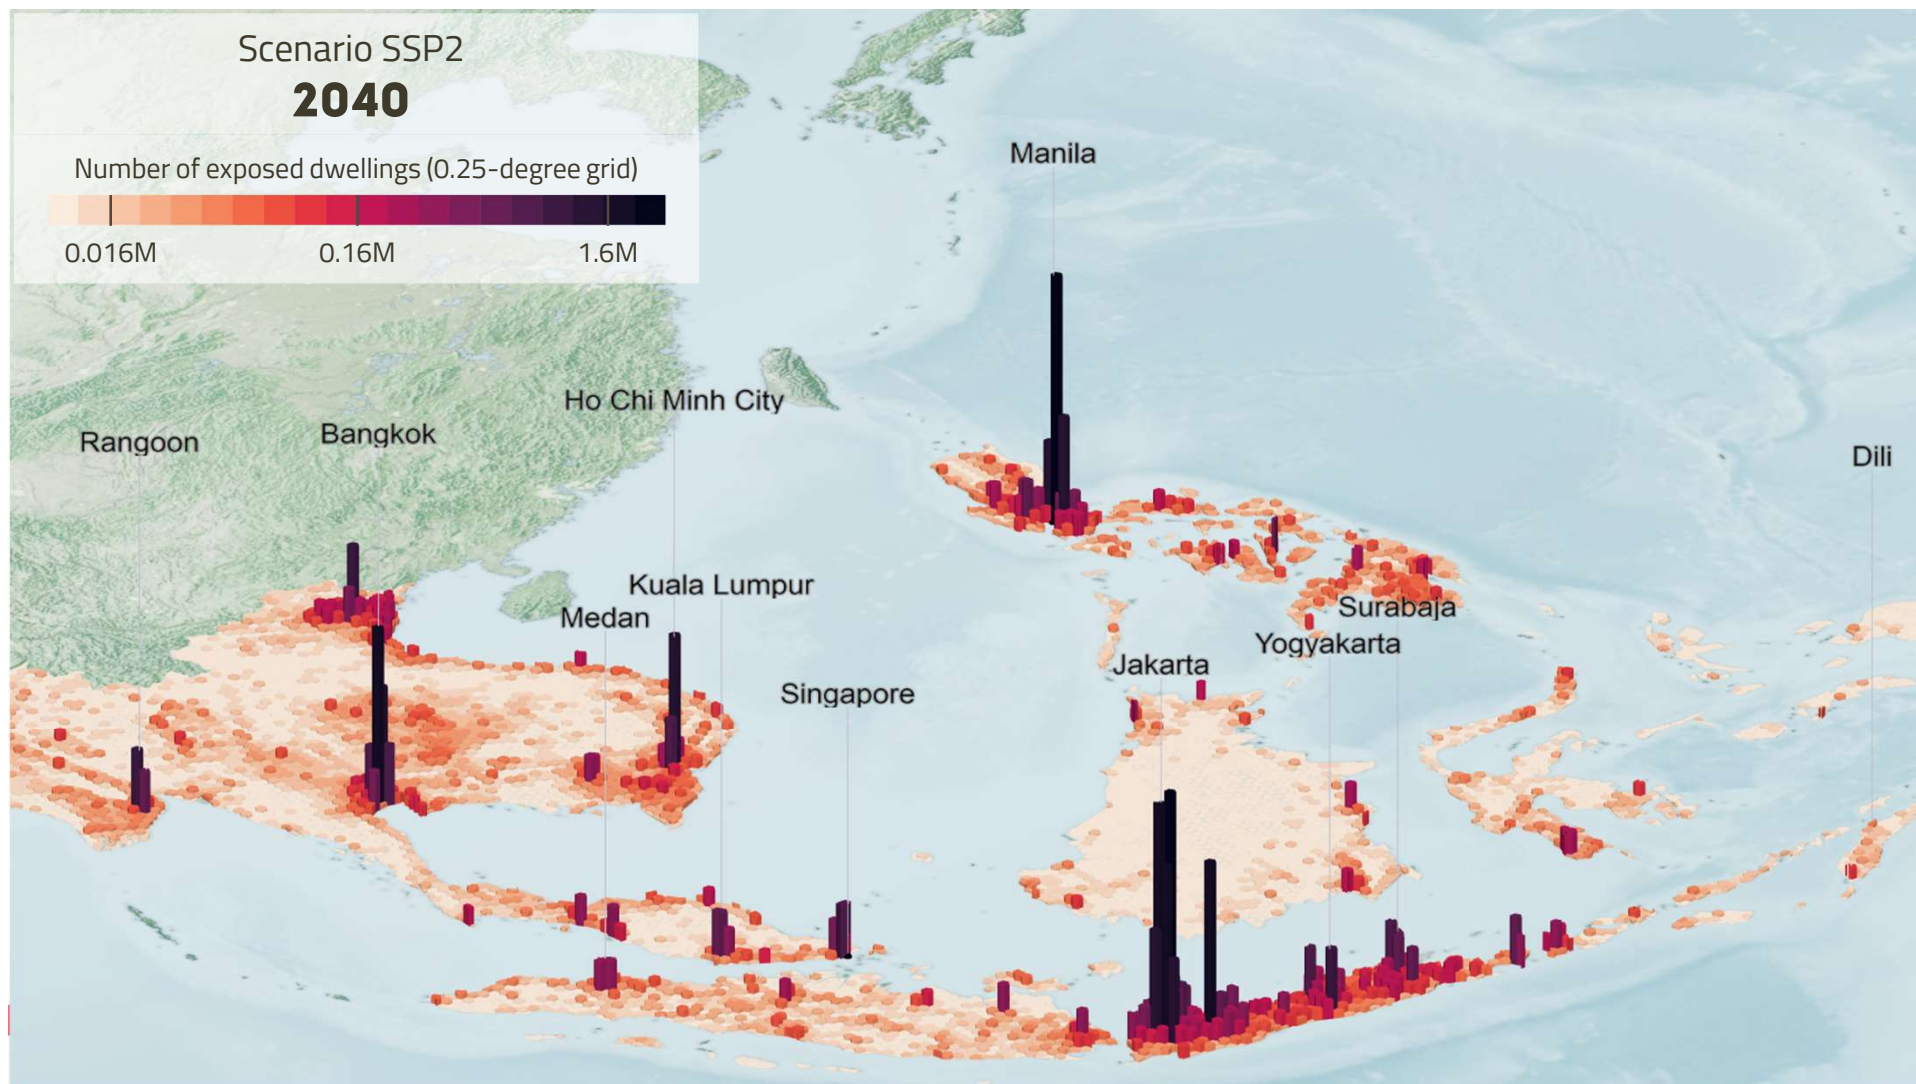 Scenario SSP2
2040
Number of exposed dwellings (0.25-degree grid)
0.016M 0.16M 1.6M
Manila
Ho Chi Minh City
Rangoon
Bangkok
Dili
Kuala Lumpur
Medan
Surabaja
Yogyakarta
Jakarta
Singapore